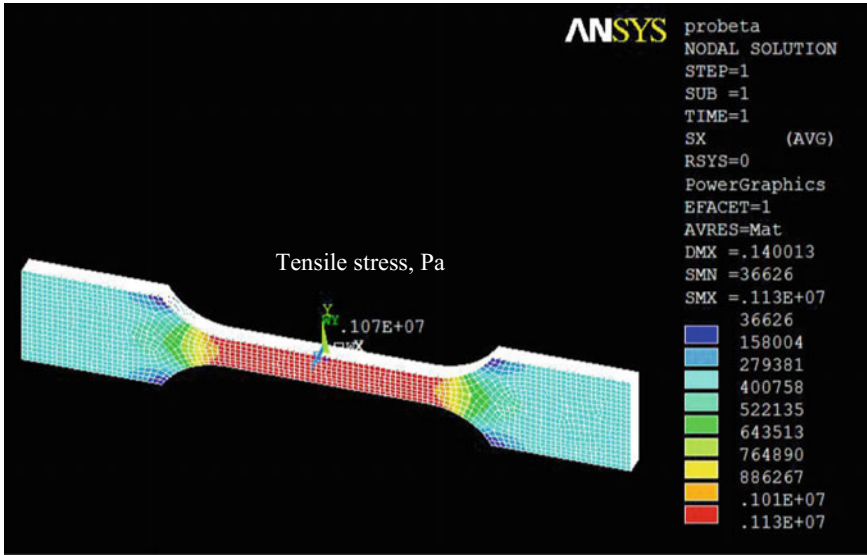 ANSYS
probeta
NODAL SOLUTION
STEP=1
SUB =1
TIME=1
SX (AVG)
RSYS=0
PowerGraphics
EFACET=1
AVRES=Mat
DMX =.140013
SMN =36626
SMX =.113E+07
Tensile stress, Pa
Y
.107E+07
X
36626
158004
279381
400758
522135
643513
764890
886267
.101E+07
.113E+07